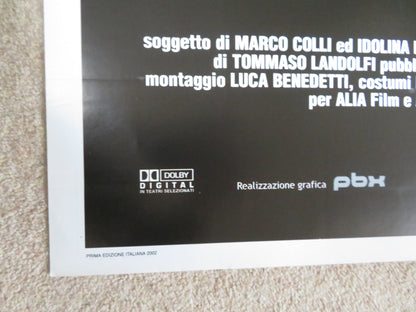 soggetto di MARCO COLLI ed IDOLINA
di TOMMASO LANDOLFI pubbl
montaggio LUCA BENEDETTI, costumi
per ALIA Film e
DOLBY
DIGITAL
IN TEATRI SELEZIONATI
Realizzazione grafica pbx
PRIMA EDIZIONE ITALIANA 2002